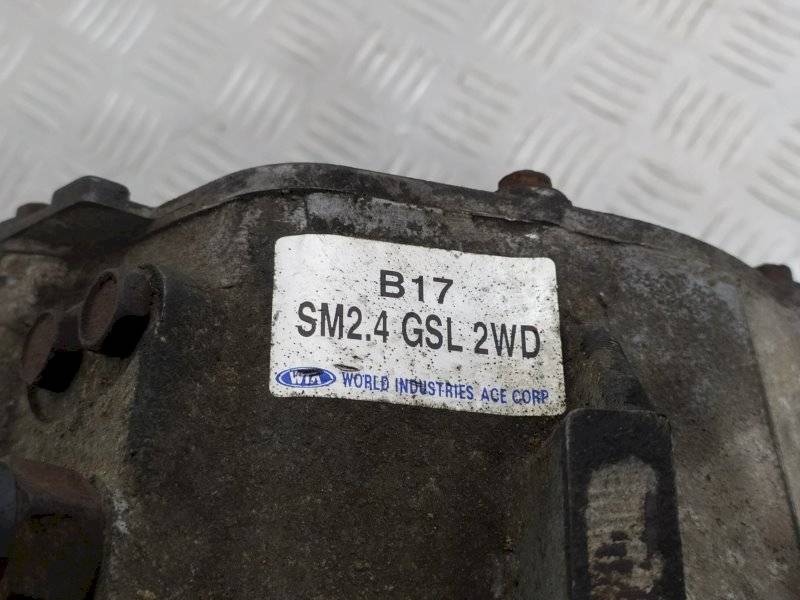 B17
SM2.4 GSL 2WD
WIA WORLD INDUSTRIES ACE CORP